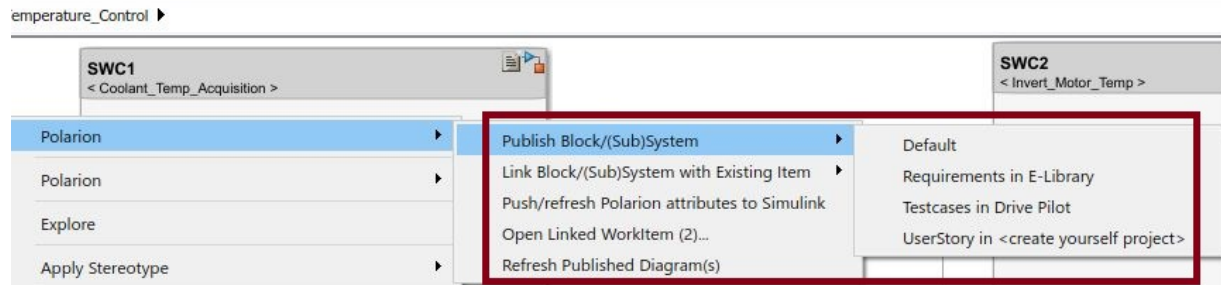 emperature_Control
SWC1
< Coolant_Temp_Acquisition >
SWC2
< Invert_Motor_Temp >
Polarion
Polarion
Explore
Apply Stereotype
Publish Block/(Sub)System
Link Block/(Sub)System with Existing Item
Push/refresh Polarion attributes to Simulink
Open Linked WorkItem (2)...
Refresh Published Diagram(s)
Default
Requirements in E-Library
Testcases in Drive Pilot
UserStory in <create yourself project>